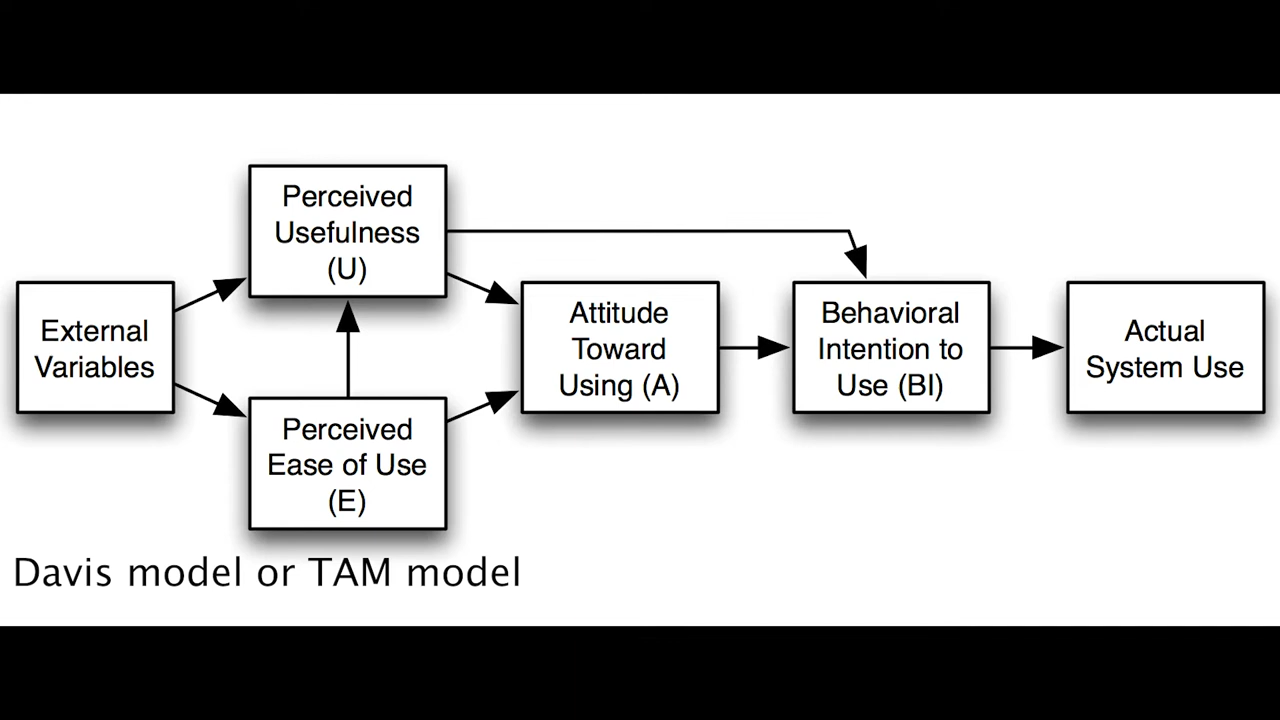 Perceived
Usefulness
(U)
External
Variables
Perceived
Ease of Use
(E)
Attitude
Toward
Using (A)
Behavioral
Intention to
Use (BI)
Actual
System Use
Davis model or TAM model